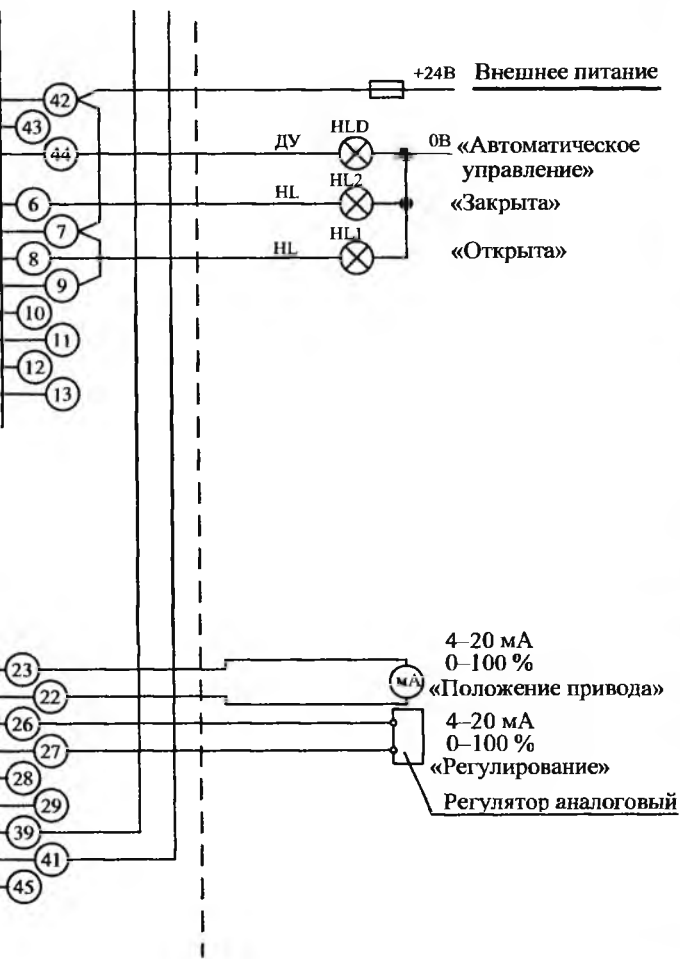 +24В Внешнее питание
42
43
44 ДУ HLD 0В «Автоматическое
управление»
6 HL HL2 «Закрыта»
7
8 HL HL1 «Открыта»
9
10
11
12
13
4–20 мА
0–100 %
23
мА «Положение привода»
22
26 4–20 мА
27 0–100 %
«Регулирование»
28
29 Регулятор аналоговый
39
41
45